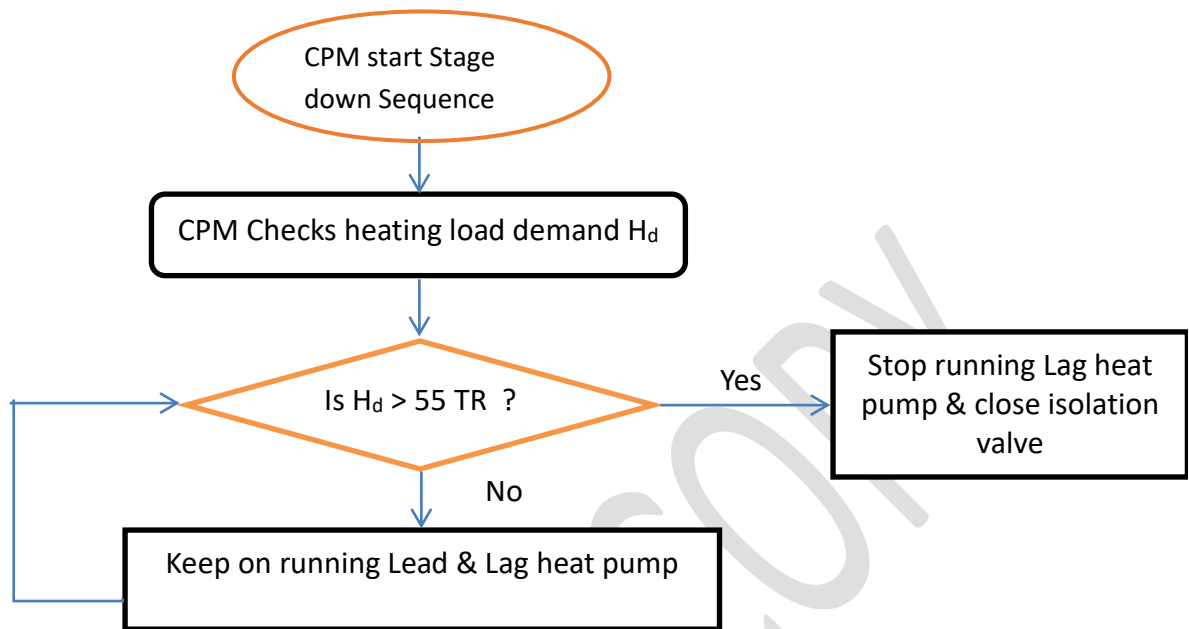 CPM start Stage
down Sequence
CPM Checks heating load demand Hd
Is Hd > 55 TR ?
Yes
Stop running Lag heat
pump & close isolation
valve
No
Keep on running Lead & Lag heat pump